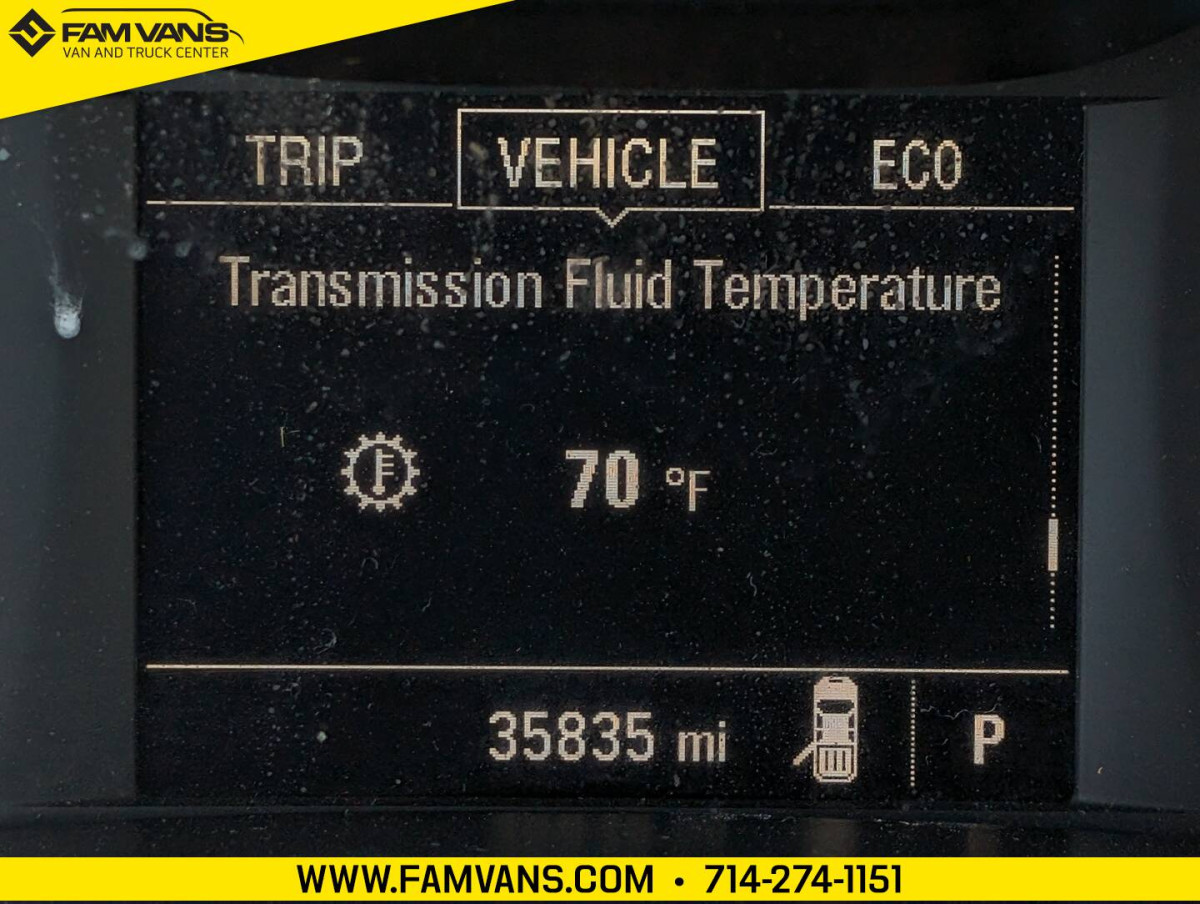 FAM VANS
VAN AND TRUCK CENTER
TRIP VEHICLE ECO
Transmission Fluid Temperature
70 °F
35835 mi P
WWW.FAMVANS.COM • 714-274-1151